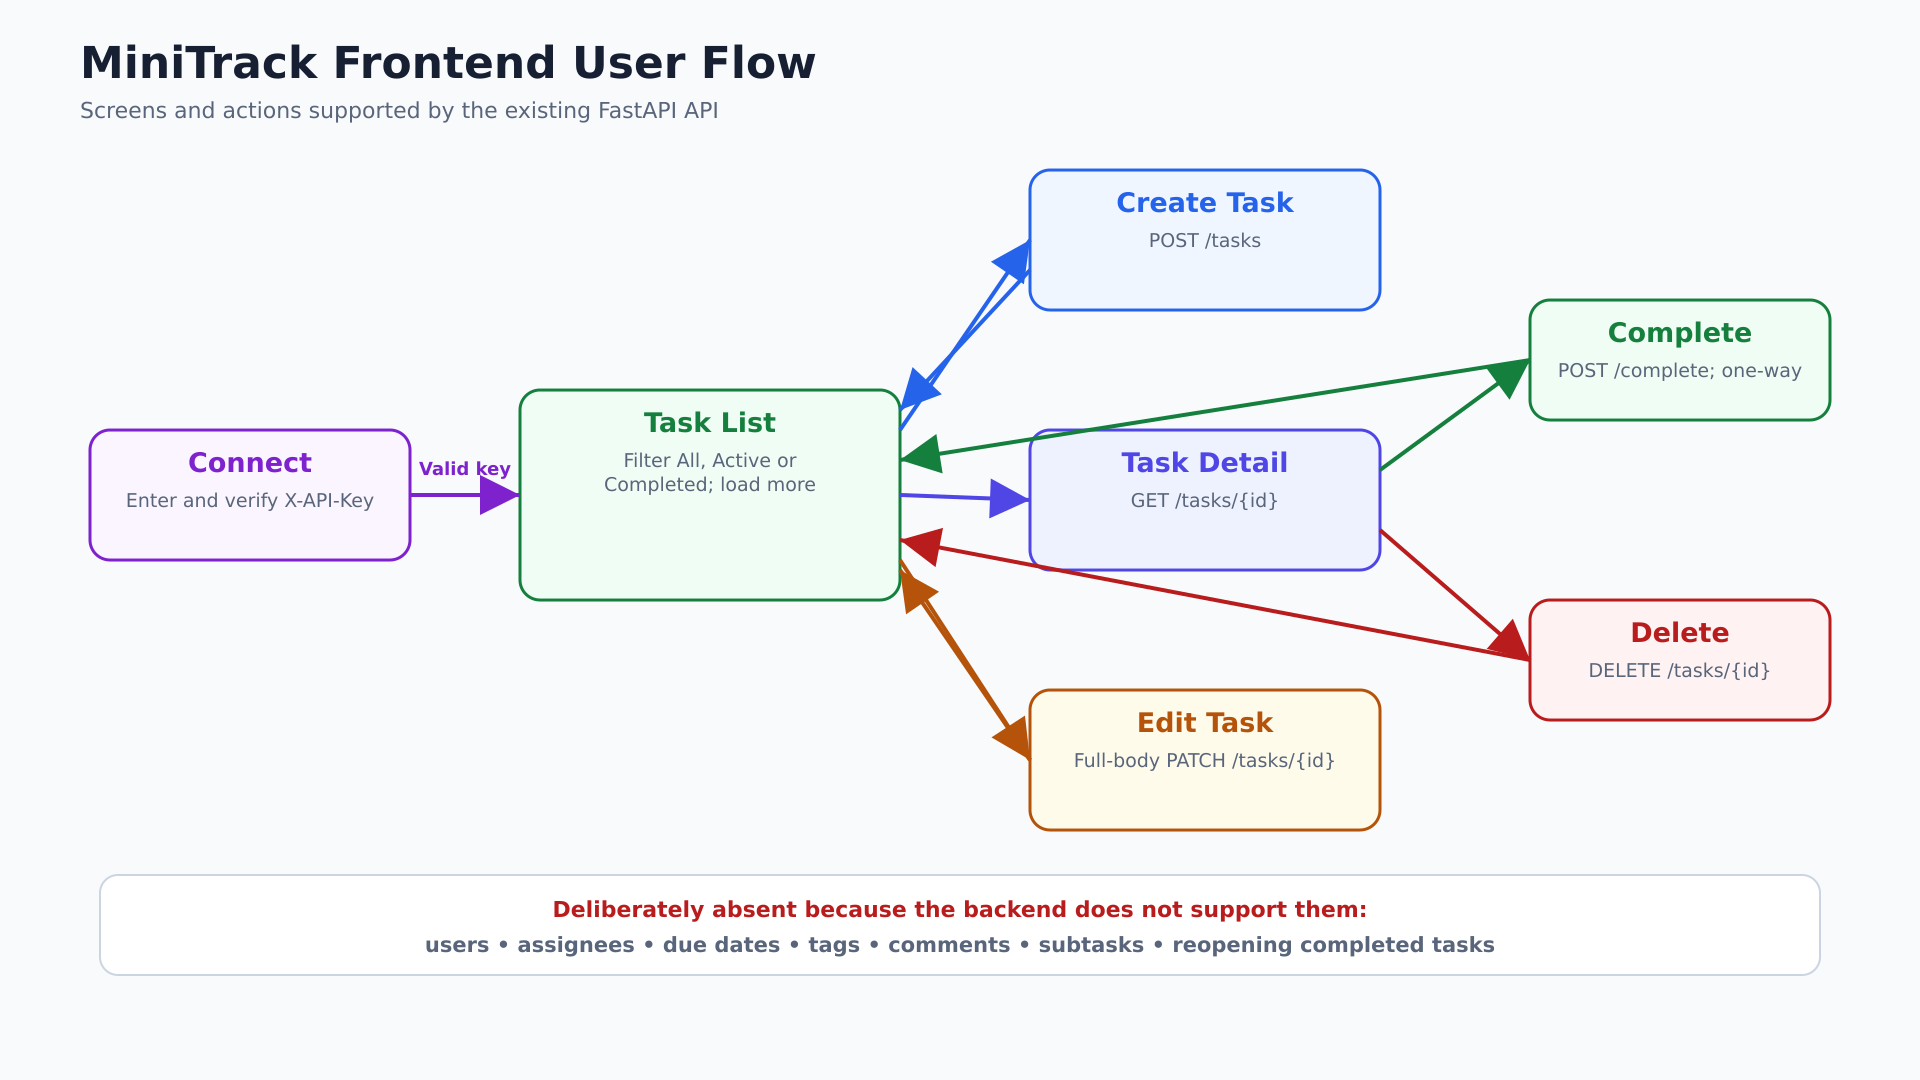 MiniTrack Frontend User Flow
Screens and actions supported by the existing FastAPI API
Create Task
POST /tasks
Complete
POST /complete; one-way
Task List
Filter All, Active or
Completed; load more
Connect
Enter and verify X-API-Key
Valid key
Task Detail
GET /tasks/{id}
Delete
DELETE /tasks/{id}
Edit Task
Full-body PATCH /tasks/{id}
Deliberately absent because the backend does not support them:
users • assignees • due dates • tags • comments • subtasks • reopening completed tasks